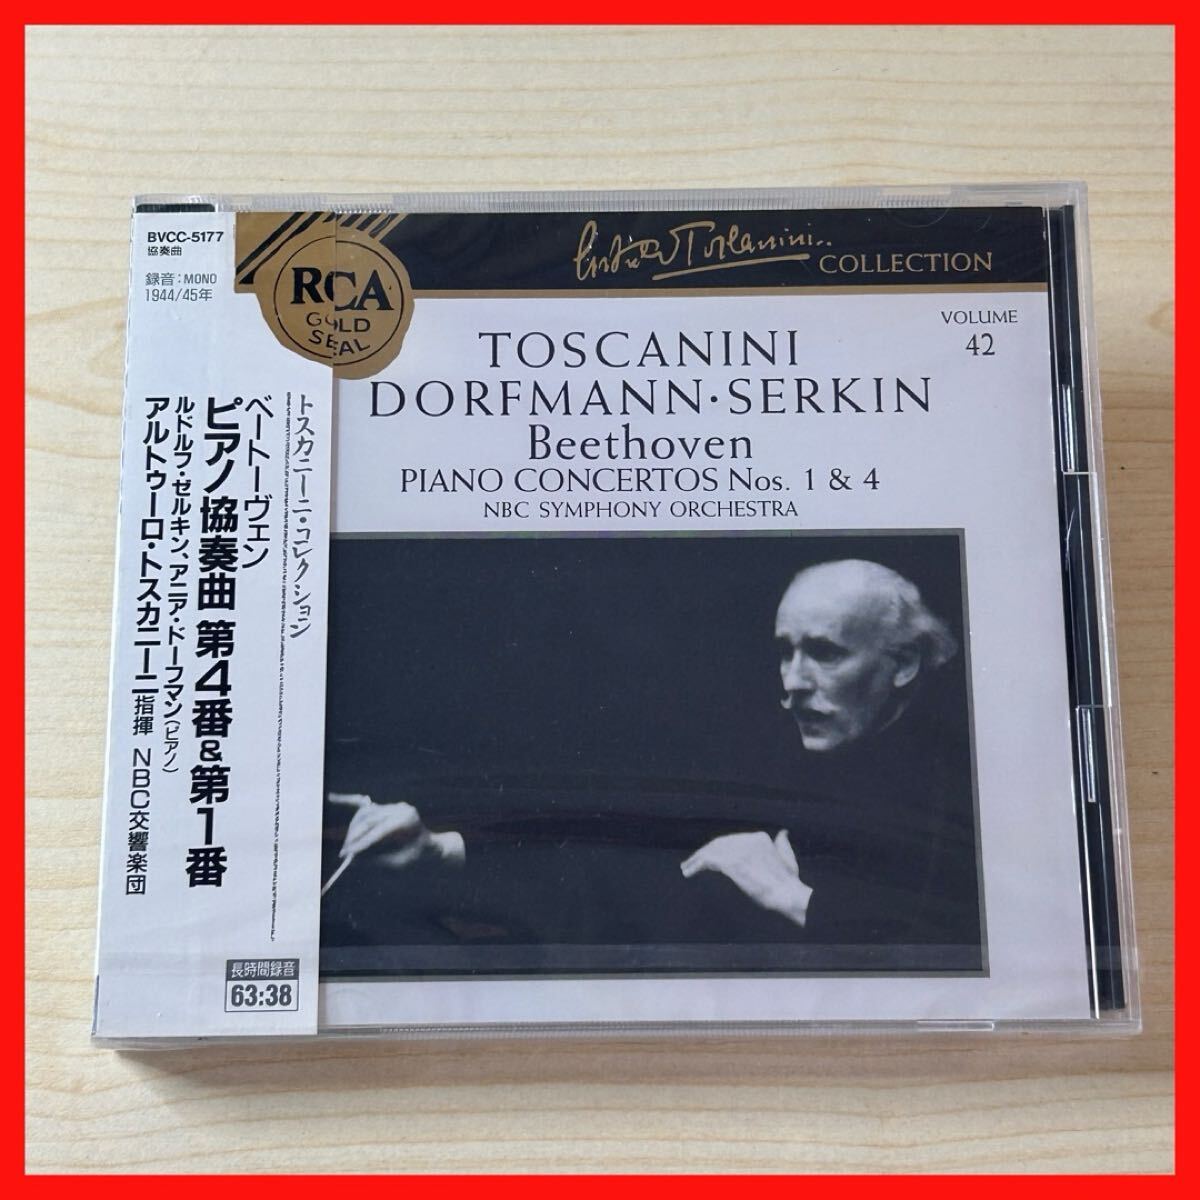 BVCC-5177
協奏曲
録音:MONO
1944/45年
トスカニーニ・コレクション
ベートーヴェン
ピアノ協奏曲 第4番&第1番
ルドルフ・ゼルキン、アニア・ドーフマン(ピアノ)
アルトゥーロ・トスカニーニ指揮 NBC交響楽団
長時間録音
63:38
RCA
GOLD
SEAL
Arturo Toscanini
COLLECTION
VOLUME
42
TOSCANINI
DORFMANN·SERKIN
Beethoven
PIANO CONCERTOS Nos. 1 & 4
NBC SYMPHONY ORCHESTRA